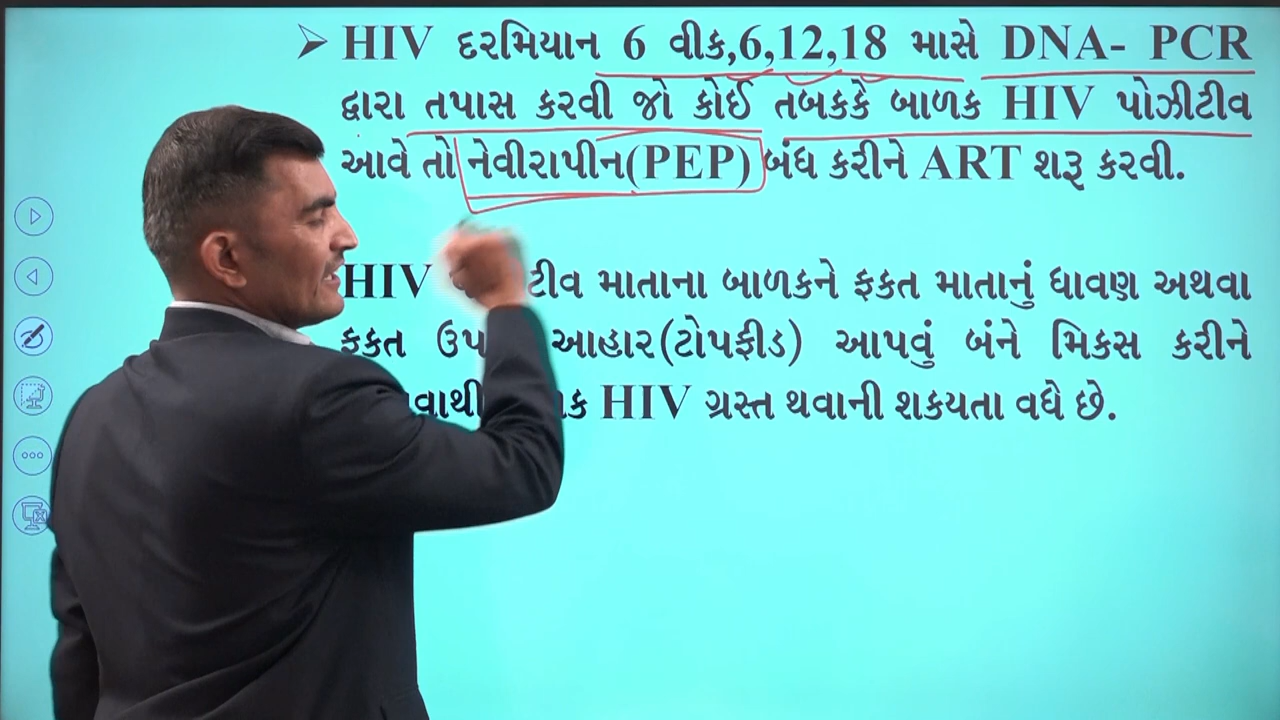 ➢ HIV દરમિયાન 6 વીક,6,12,18 માસે DNA- PCR
દ્વારા તપાસ કરવી જો કોઈ તબકકે બાળક HIV પોઝીટીવ
આવે તો નેવીરાપીન(PEP) બંધ કરીને ART શરૂ કરવી.
HIV માતાના બાળકને ફકત માતાનું ધાવણ અથવા
ફકત આહાર(ટોપફીડ) આપવું બંને મિકસ કરીને
HIV ગ્રસ્ત થવાની શકયતા વધે છે.